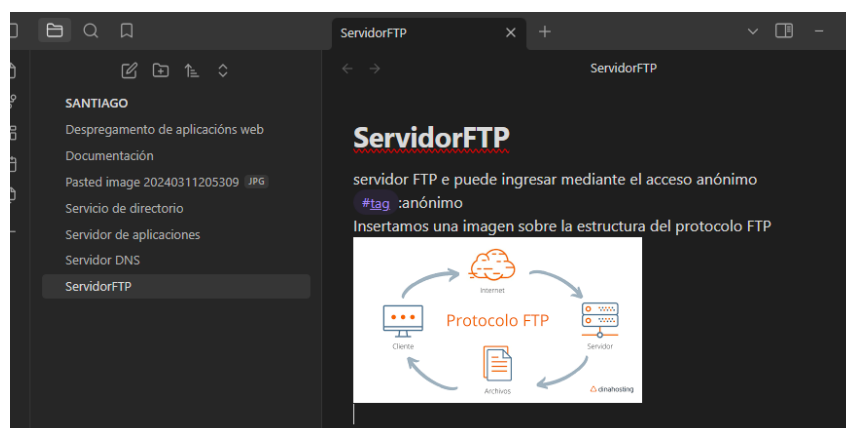 ServidorFTP
ServidorFTP
SANTIAGO
Despregamento de aplicacións web
Documentación
Pasted image 20240311205309 JPG
Servicio de directorio
Servidor de aplicaciones
Servidor DNS
ServidorFTP
ServidorFTP
servidor FTP e puede ingresar mediante el acceso anónimo
#tag :anónimo
Insertamos una imagen sobre la estructura del protocolo FTP
Internet
Protocolo FTP
Cliente
Servidor
Archivos
dinahosting